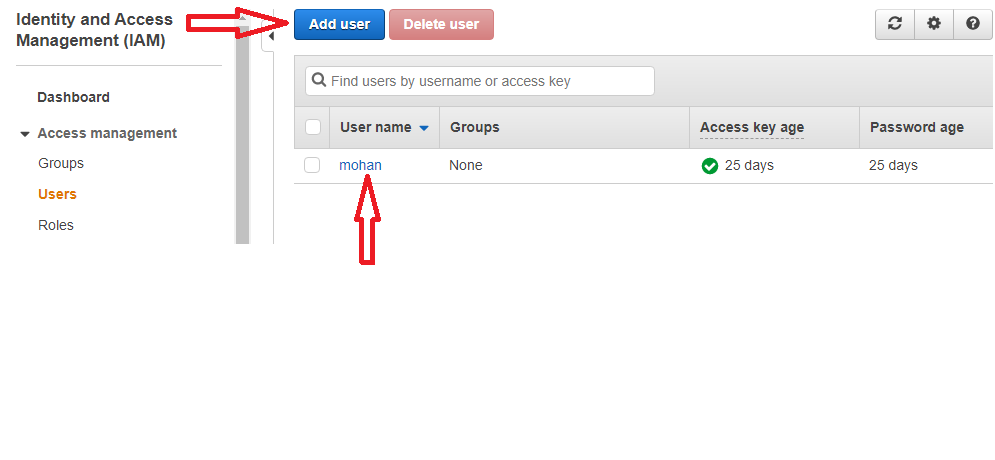 Identity and Access
Management (IAM)
Dashboard
Access management
Groups
Users
Roles
Add user
Delete user
Find users by username or access key
User name
Groups
Access key age
Password age
mohan
None
25 days
25 days